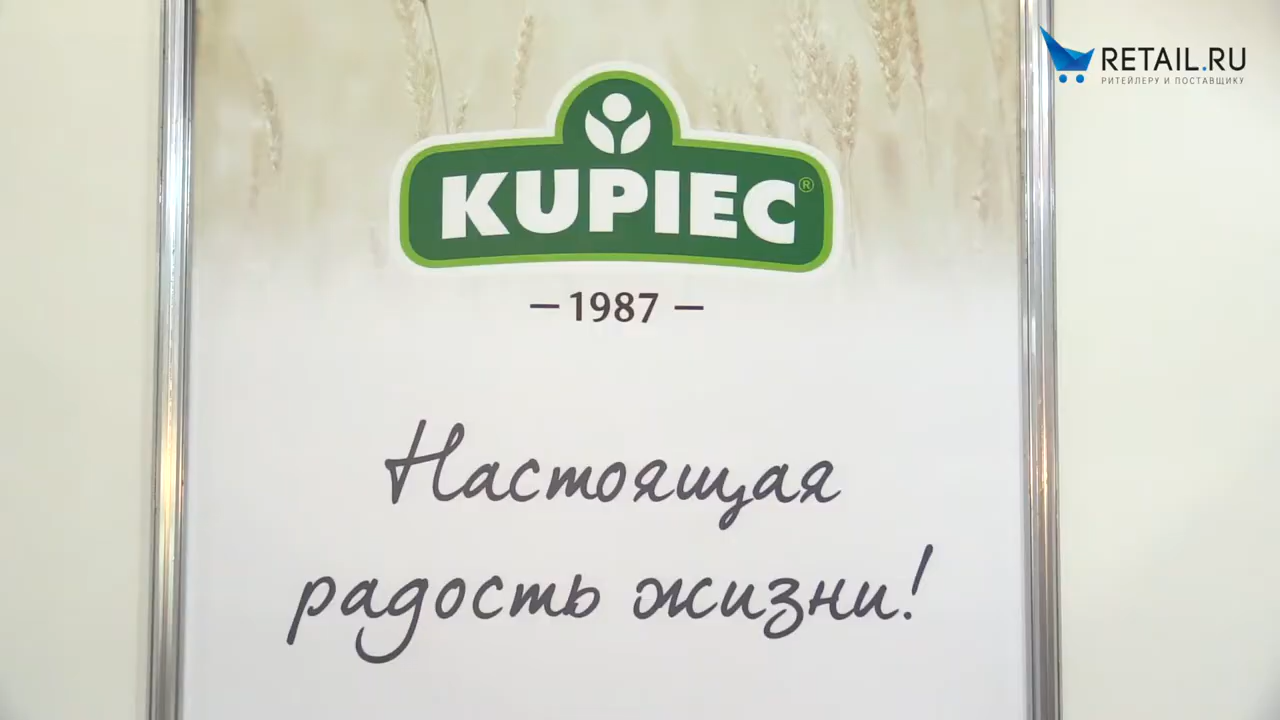 RETAIL.RU
РИТЕЙЛЕРУ И ПОСТАВЩИКУ
KUPIEC®
— 1987 —
Настоящая
радость жизни!